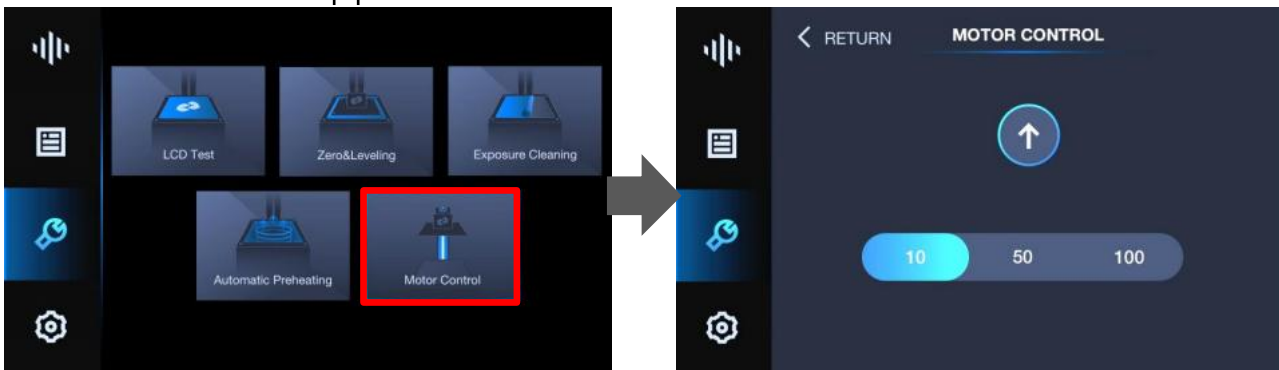 LCD Test
Zero&Leveling
Exposure Cleaning
Automatic Preheating
Motor Control
RETURN
MOTOR CONTROL
10 50 100